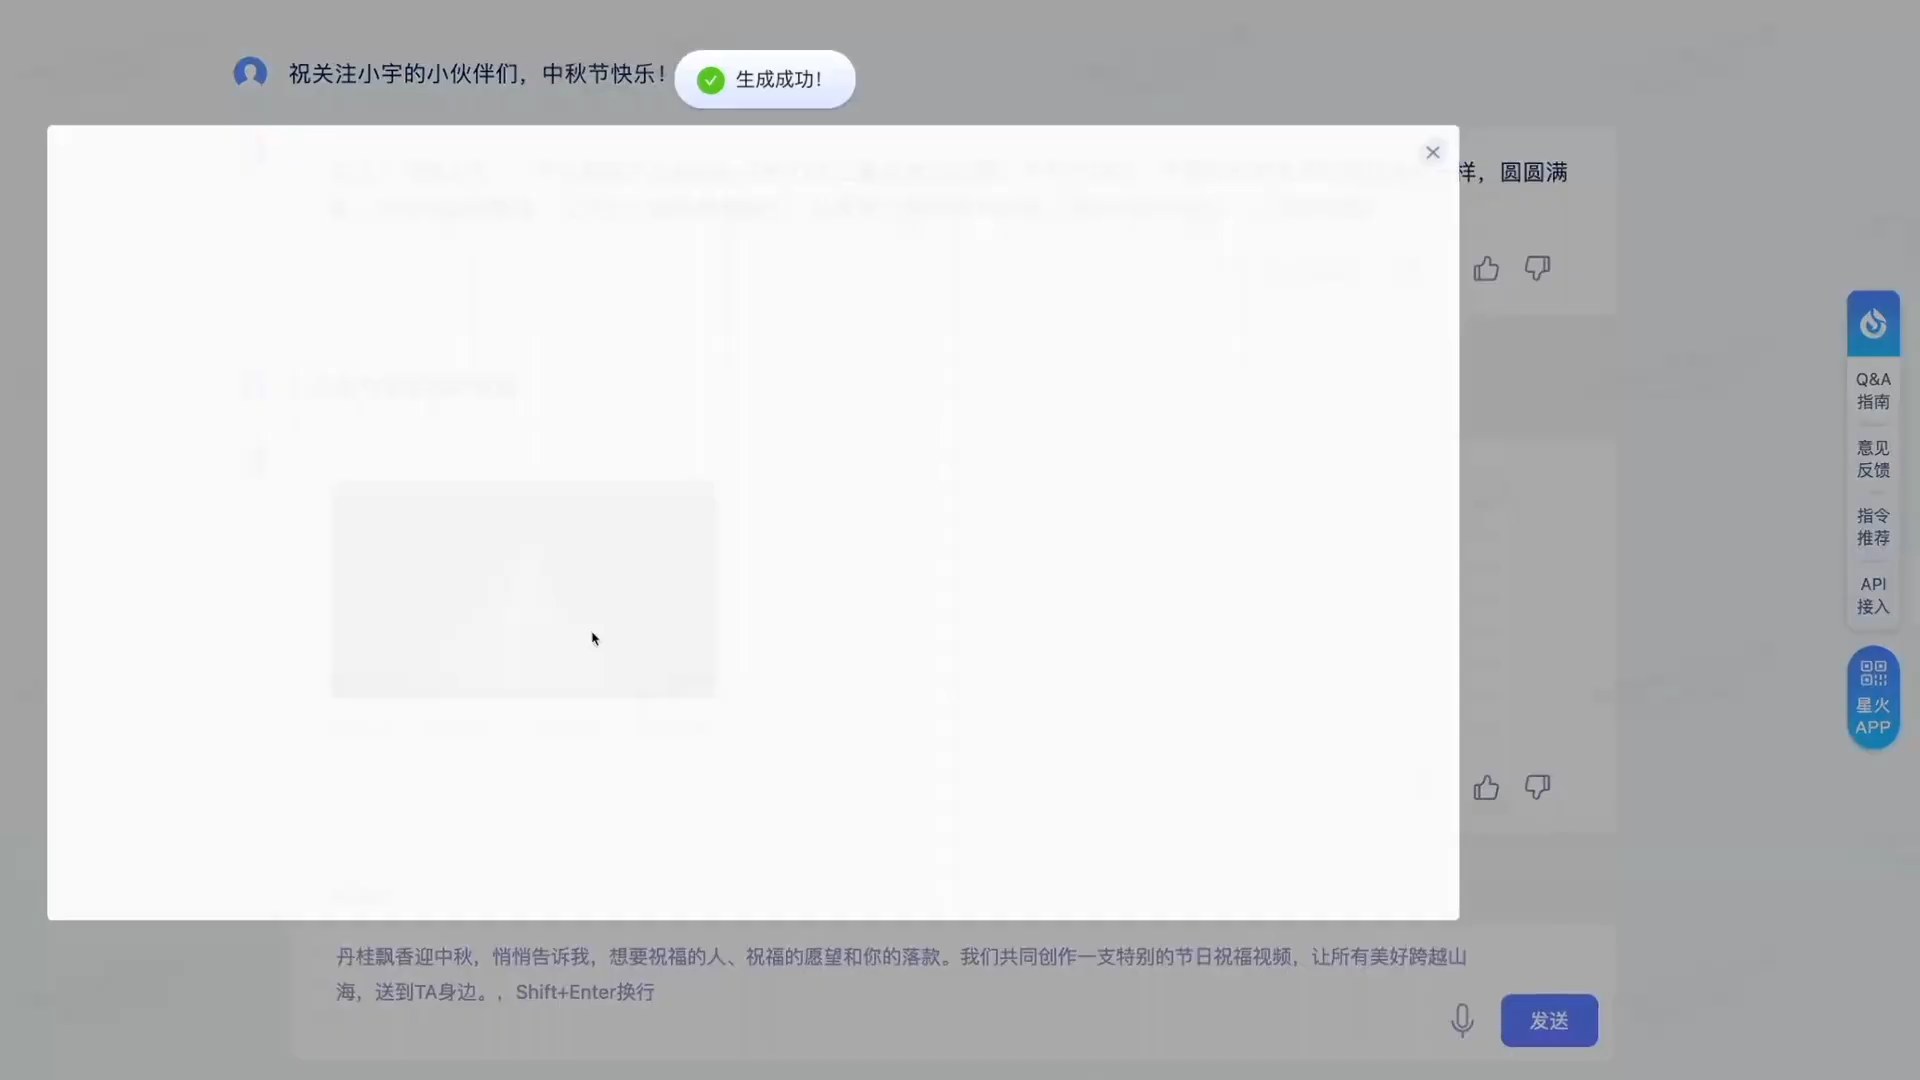 祝关注小宇的小伙伴们，中秋节快乐！
生成成功！
样，圆圆满
Q&A
指南
意见
反馈
指令
推荐
API
接入
星火
APP
丹桂飘香迎中秋，悄悄告诉我，想要祝福的人、祝福的愿望和你的落款。我们共同创作一支特别的节日祝福视频，让所有美好跨越山
海，送到TA身边。，Shift+Enter换行
发送